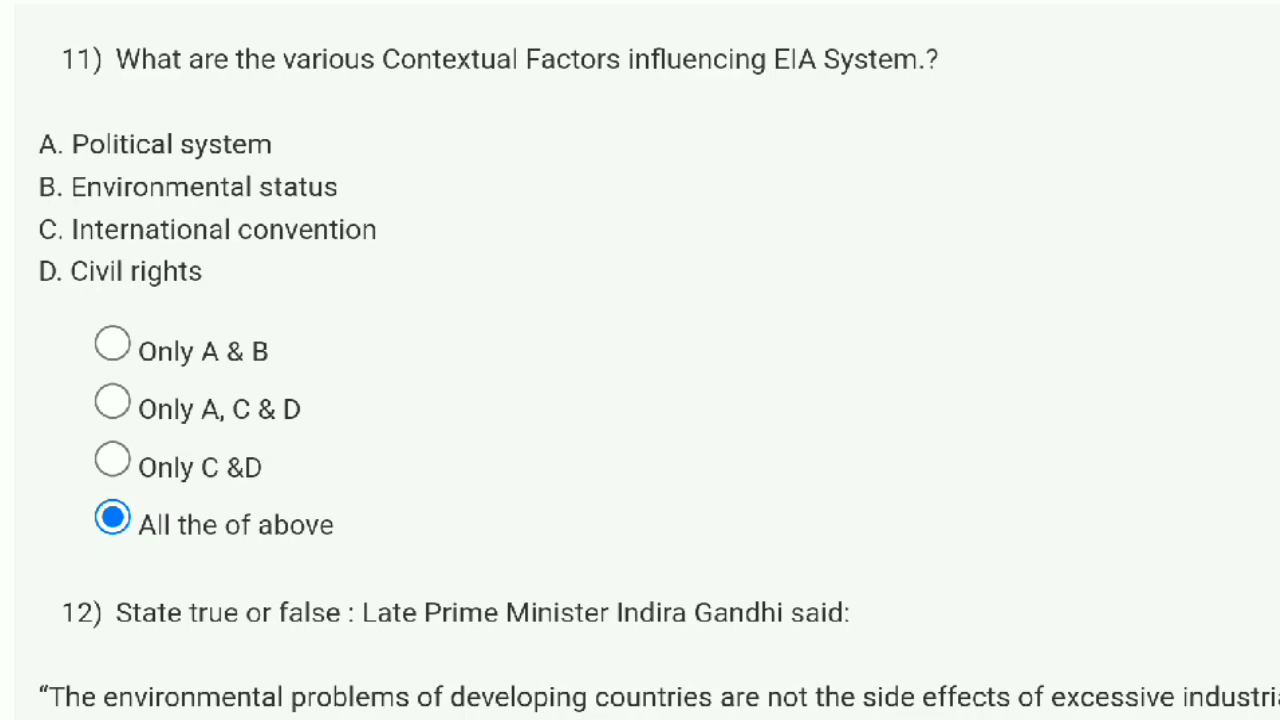 11) What are the various Contextual Factors influencing EIA System.?
A. Political system
B. Environmental status
C. International convention
D. Civil rights
Only A & B
Only A, C & D
Only C &D
All the of above
12) State true or false : Late Prime Minister Indira Gandhi said:
“The environmental problems of developing countries are not the side effects of excessive